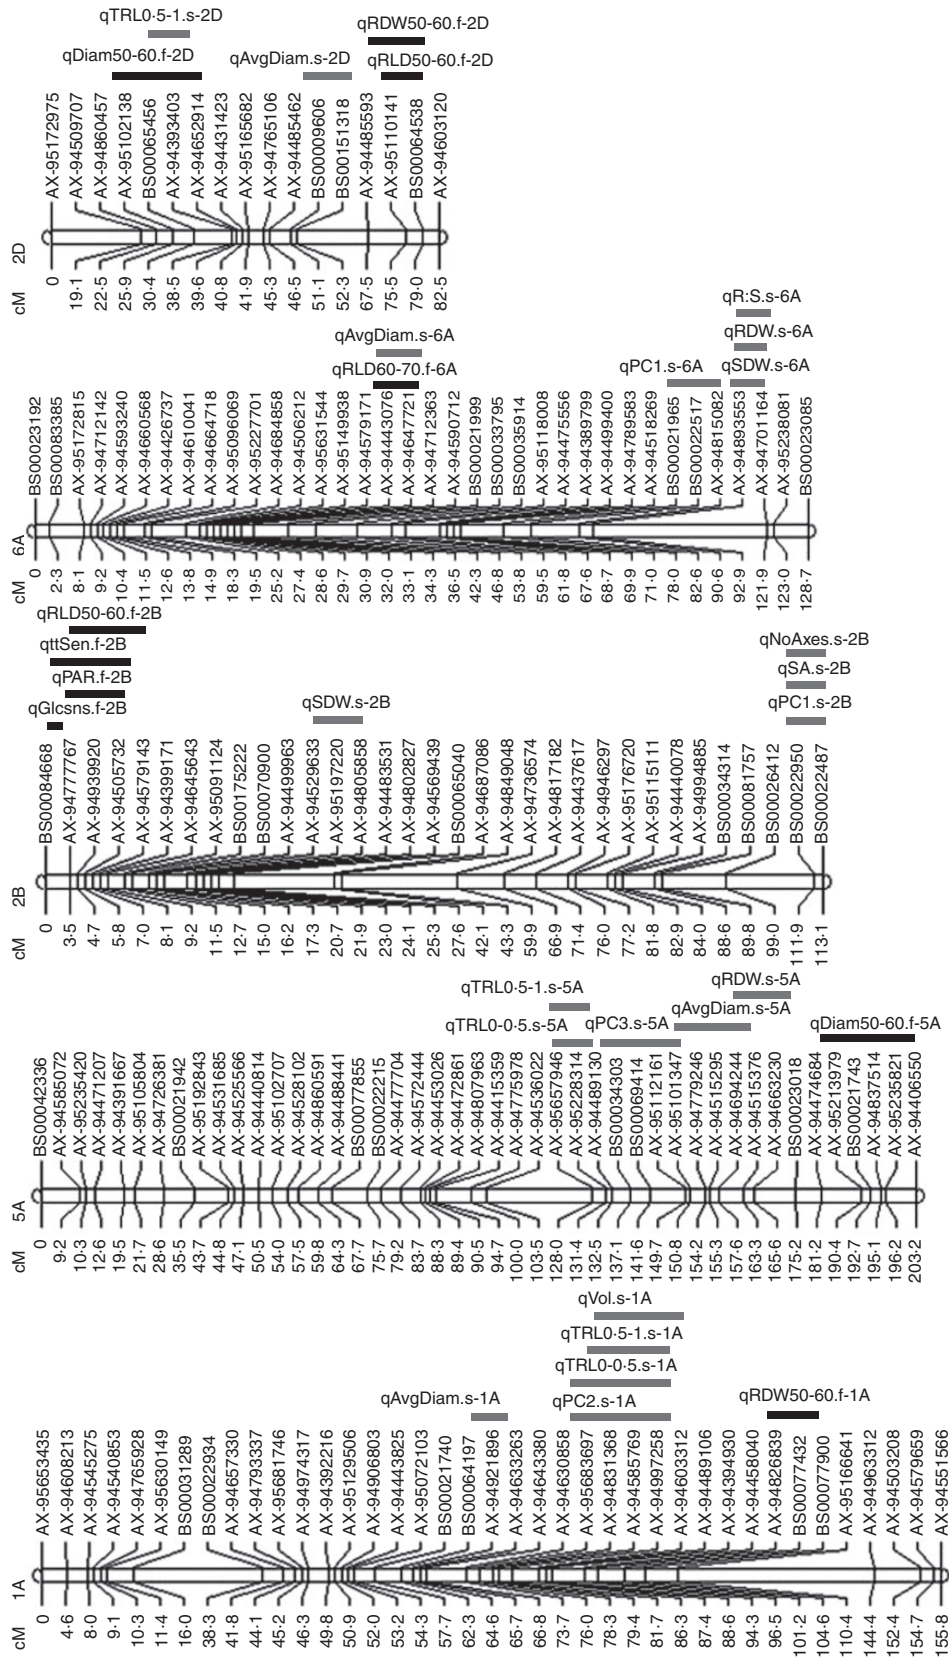 qTRL0·5-1.s-2D
qDiam50-60.f-2D
qAvgDiam.s-2D
qRDW50-60.f-2D
qRLD50-60.f-2D
AX-95172975
AX-94509707
AX-94860457
AX-95102138
BS00065456
AX-94393403
AX-94652914
AX-94431423
AX-95165682
AX-94765106
AX-94485462
BS00009606
BS00151318
AX-94485593
AX-95110141
BS00064538
AX-94603120
2D
cM
0
19·1
22·5
25·9
30·4
38·5
39·6
40·8
41·9
45·3
46·5
51·1
52·3
67·5
75·5
79·0
82·5
qR:S.s-6A
qRDW.s-6A
qSDW.s-6A
qPC1.s-6A
qAvgDiam.s-6A
qRLD60-70.f-6A
BS00023192
BS00083385
AX-95172815
AX-94712142
AX-94593240
AX-94660568
AX-94426737
AX-94610041
AX-94664718
AX-95096069
AX-95227701
AX-94684858
AX-94506212
AX-95631544
AX-95149938
AX-94579171
AX-94443076
AX-94647721
AX-94712363
AX-94590712
BS00021999
BS00033795
BS00035914
AX-95118008
AX-94475556
AX-94389799
AX-94499400
AX-94789583
AX-94518269
BS00021965
BS00022517
AX-94815082
AX-94893553
AX-94701164
AX-95238081
BS00023085
6A
cM
0
2·3
8·1
9·2
10·4
11·5
12·6
13·8
14·9
18·3
19·5
25·2
27·4
28·6
29·7
30·9
32·0
33·1
34·3
36·5
42·3
46·8
53·8
59·5
61·8
67·6
68·7
69·9
71·0
78·0
82·6
90·6
92·9
121·9
123·0
128·7
qRLD50-60.f-2B
qttSen.f-2B
qPAR.f-2B
qGlcsns.f-2B
qSDW.s-2B
qNoAxes.s-2B
qSA.s-2B
qPC1.s-2B
BS00084668
AX-94777767
AX-94939920
AX-94505732
AX-94579143
AX-94399171
AX-94645643
AX-95091124
BS00175222
BS00070900
AX-94499963
AX-94529633
AX-95197220
AX-94805858
AX-94483531
AX-94802827
AX-94569439
BS00065040
AX-94687086
AX-94849048
AX-94736574
AX-94817182
AX-94437617
AX-94946297
AX-95176720
AX-95115111
AX-94440078
AX-94994885
BS00034314
BS00081757
BS00026412
BS00022950
BS00022487
2B
cM
0
3·5
4·7
5·8
7·0
8·1
9·2
11·5
12·7
15·0
16·2
17·3
20·7
21·9
23·0
24·1
25·3
27·6
42·1
43·3
59·9
66·9
71·4
76·0
77·2
81·8
82·9
84·0
88·6
89·8
99·0
111·9
113·1
qRDW.s-5A
qTRL0·5-1.s-5A
qAvgDiam.s-5A
qTRL0-0·5.s-5A
qPC3.s-5A
qDiam50-60.f-5A
BS00042336
AX-94585072
AX-95235420
AX-94471207
AX-94391667
AX-95105804
AX-94726381
BS00021942
AX-95192843
AX-94531685
AX-94525566
AX-94440814
AX-95102707
AX-94528102
AX-94860591
AX-94488441
BS00077855
BS00022215
AX-94477704
AX-94572444
AX-94453026
AX-94472861
AX-94807963
AX-94415359
AX-94775978
AX-94536022
AX-95657946
AX-95228314
AX-94489130
BS00034303
BS00069414
AX-95112161
AX-95101347
AX-94779246
AX-94515295
AX-94694244
AX-94515376
AX-94663230
BS00023018
AX-94474684
AX-95213979
BS00021743
AX-94837514
AX-95235821
AX-94406550
5A
cM
0
9·2
10·3
12·6
19·5
21·7
28·6
35·5
43·7
44·8
47·1
50·5
54·0
57·5
59·8
64·3
67·7
75·7
79·2
83·7
88·3
89·4
90·5
94·7
100·0
103·5
128·0
131·4
132·5
137·1
141·6
149·7
150·8
154·2
155·3
157·6
163·3
165·6
175·2
181·2
190·4
192·7
195·1
196·2
203·2
qVol.s-1A
qTRL0·5-1.s-1A
qTRL0-0·5.s-1A
qAvgDiam.s-1A
qPC2.s-1A
qRDW50-60.f-1A
AX-95653435
AX-94608213
AX-94545275
AX-94540853
AX-94765928
AX-95630149
BS00031289
BS00022934
AX-94657330
AX-94793337
AX-95681746
AX-94974317
AX-94392216
AX-95129506
AX-94906803
AX-94443825
AX-95072103
BS00021740
BS00064197
AX-94921896
AX-94633263
AX-94643380
AX-94630858
AX-95683697
AX-94831368
AX-94585769
AX-94997258
AX-94603312
AX-94489106
AX-94394930
AX-94458040
AX-94826839
BS00077432
BS00077900
AX-95166641
AX-94963312
AX-94503208
AX-94579659
AX-94551566
1A
cM
0
4·6
8·0
9·1
10·3
11·4
16·0
38·3
41·8
44·1
45·2
46·3
49·8
50·9
52·0
53·2
54·3
57·7
62·3
64·6
65·7
66·8
73·7
76·0
78·3
79·4
81·7
86·3
87·4
88·6
94·3
96·5
101·2
104·6
110·4
144·4
152·4
154·7
155·8